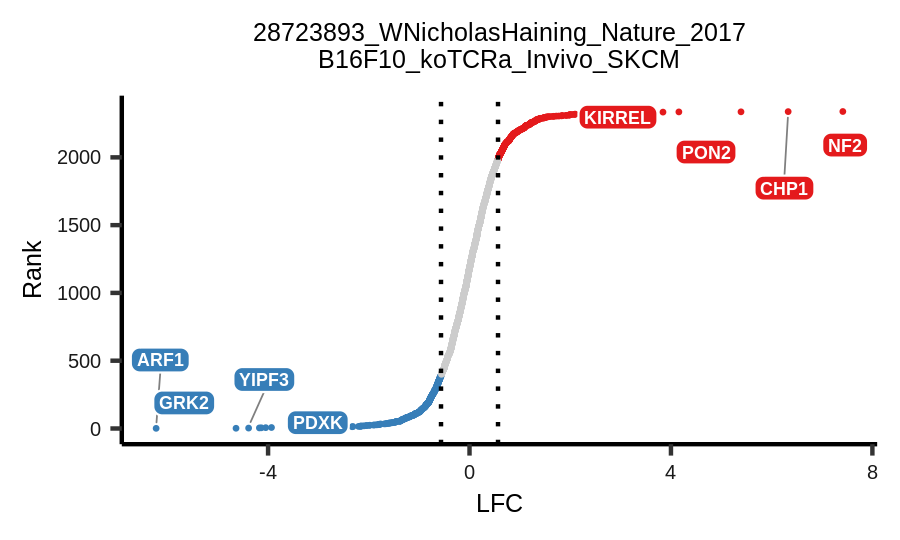 28723893_WNicholasHaining_Nature_2017
B16F10_koTCRa_Invivo_SKCM
Rank
2000
1500
1000
500
0
KIRREL
PON2
CHP1
NF2
ARF1
GRK2
YIPF3
PDXK
-4
0
4
8
LFC